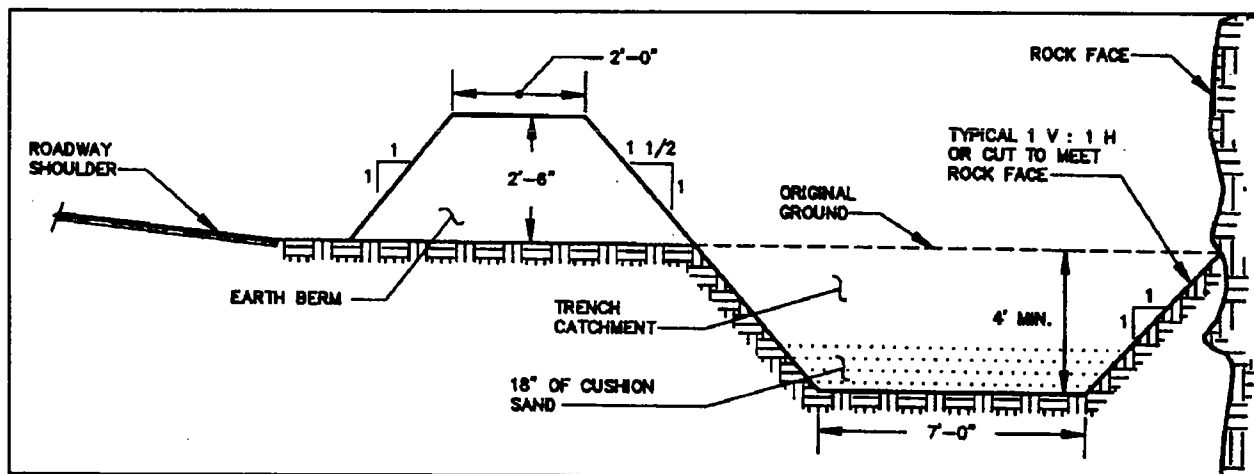 2'-0"
ROCK FACE
ROADWAY
SHOULDER
1
1
2'-6"
1 1/2
1
TYPICAL 1 V : 1 H
OR CUT TO MEET
ROCK FACE
ORIGINAL
GROUND
EARTH BERM
TRENCH
CATCHMENT
4' MIN.
1
1
18" OF CUSHION
SAND
7'-0"